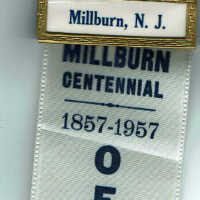 Millburn, N. J.
MILLBURN
CENTENNIAL
1857-1957
O
F